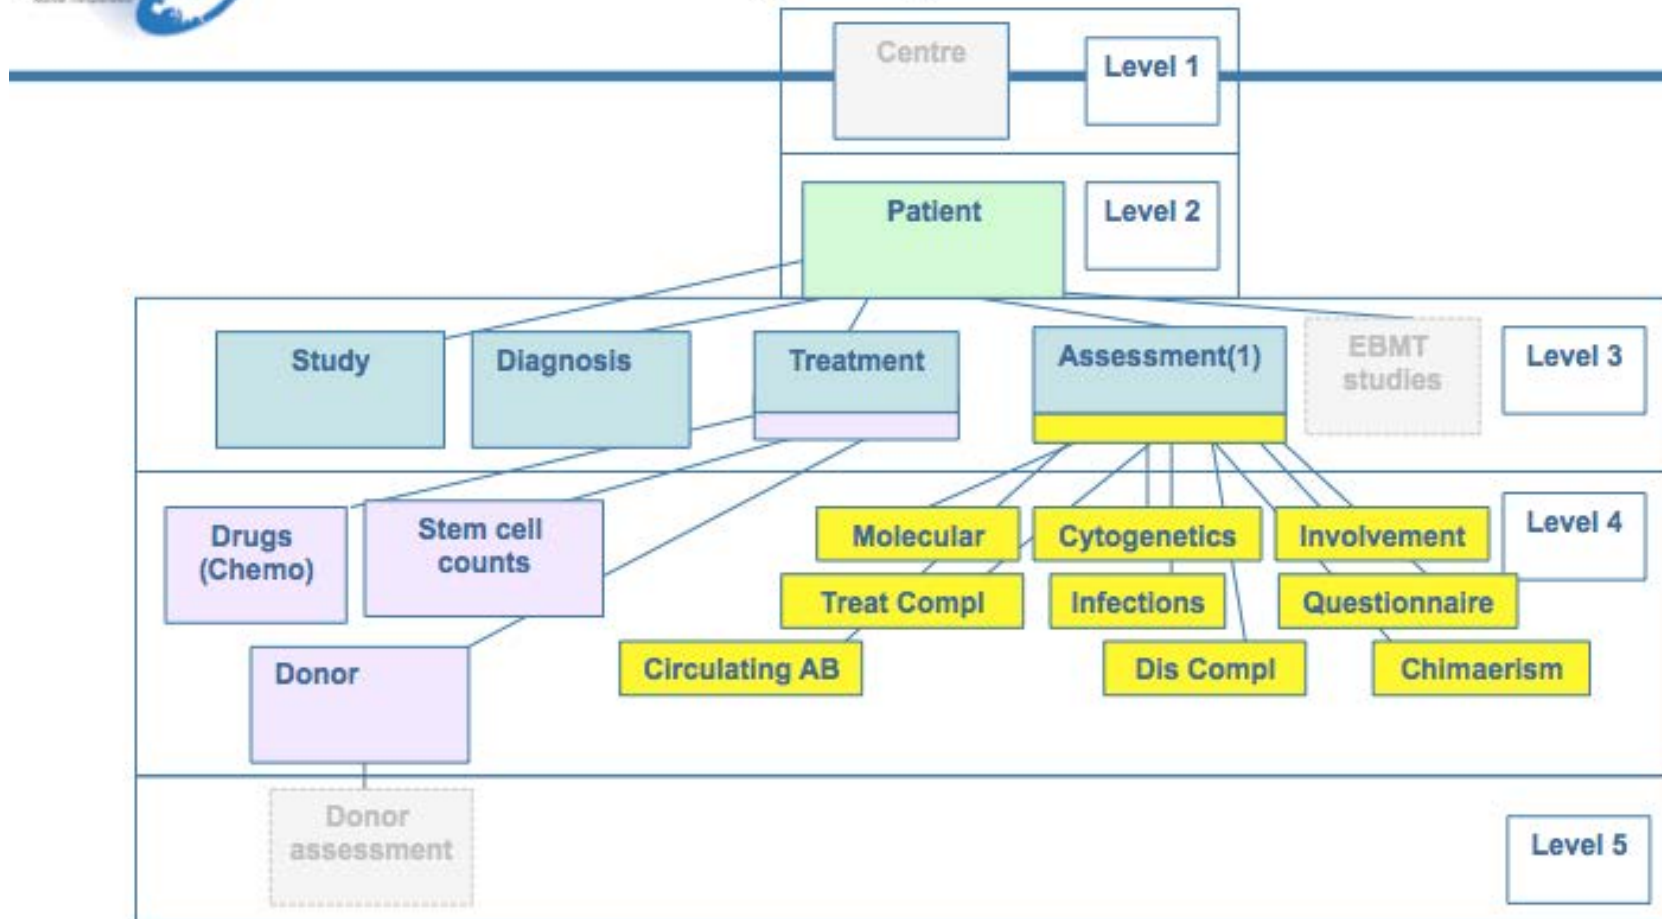 Centre
Level 1
Patient
Level 2
Study
Diagnosis
Treatment
Assessment(1)
EBMT
studies
Level 3
Drugs
(Chemo)
Stem cell
counts
Molecular
Cytogenetics
Involvement
Level 4
Treat Compl
Infections
Questionnaire
Donor
Circulating AB
Dis Compl
Chimaerism
Donor
assessment
Level 5